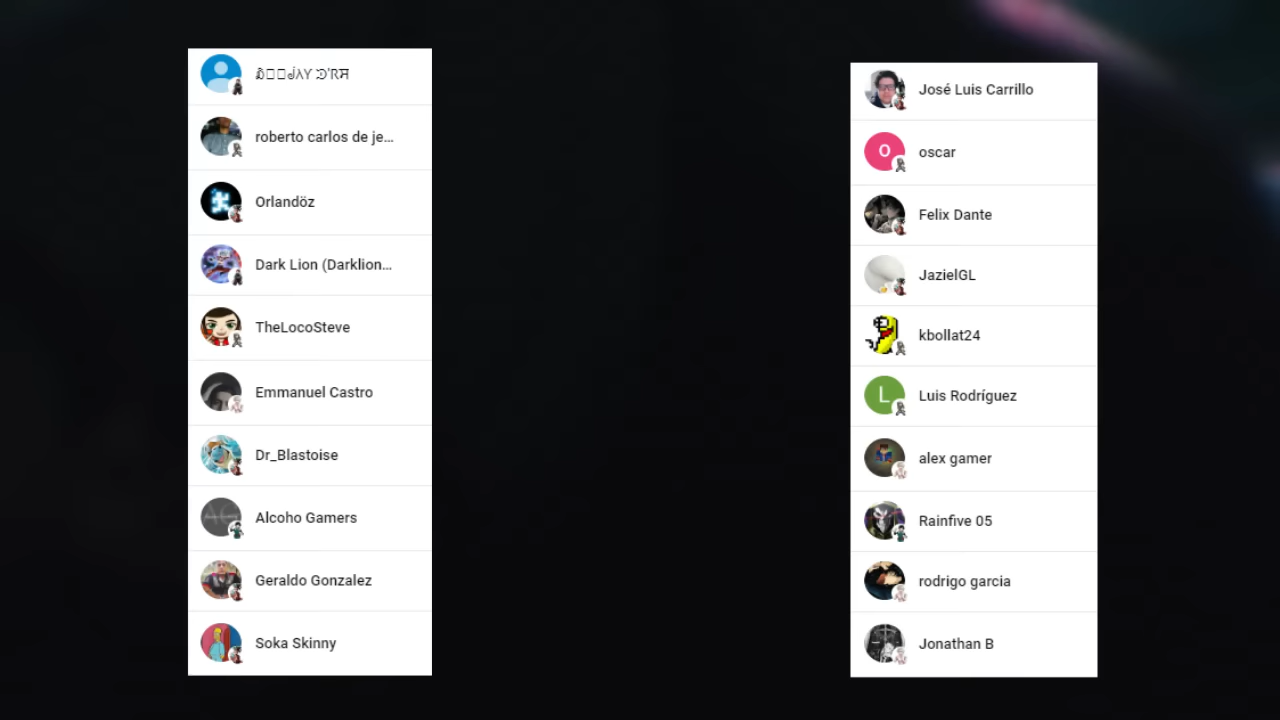 roberto carlos de je...
Orlandöz
Dark Lion (Darklion...
TheLocoSteve
Emmanuel Castro
Dr_Blastoise
Alcoho Gamers
Geraldo Gonzalez
Soka Skinny
José Luis Carrillo
O
oscar
Felix Dante
JazielGL
kbollat24
L
Luis Rodríguez
alex gamer
Rainfive 05
rodrigo garcia
Jonathan B